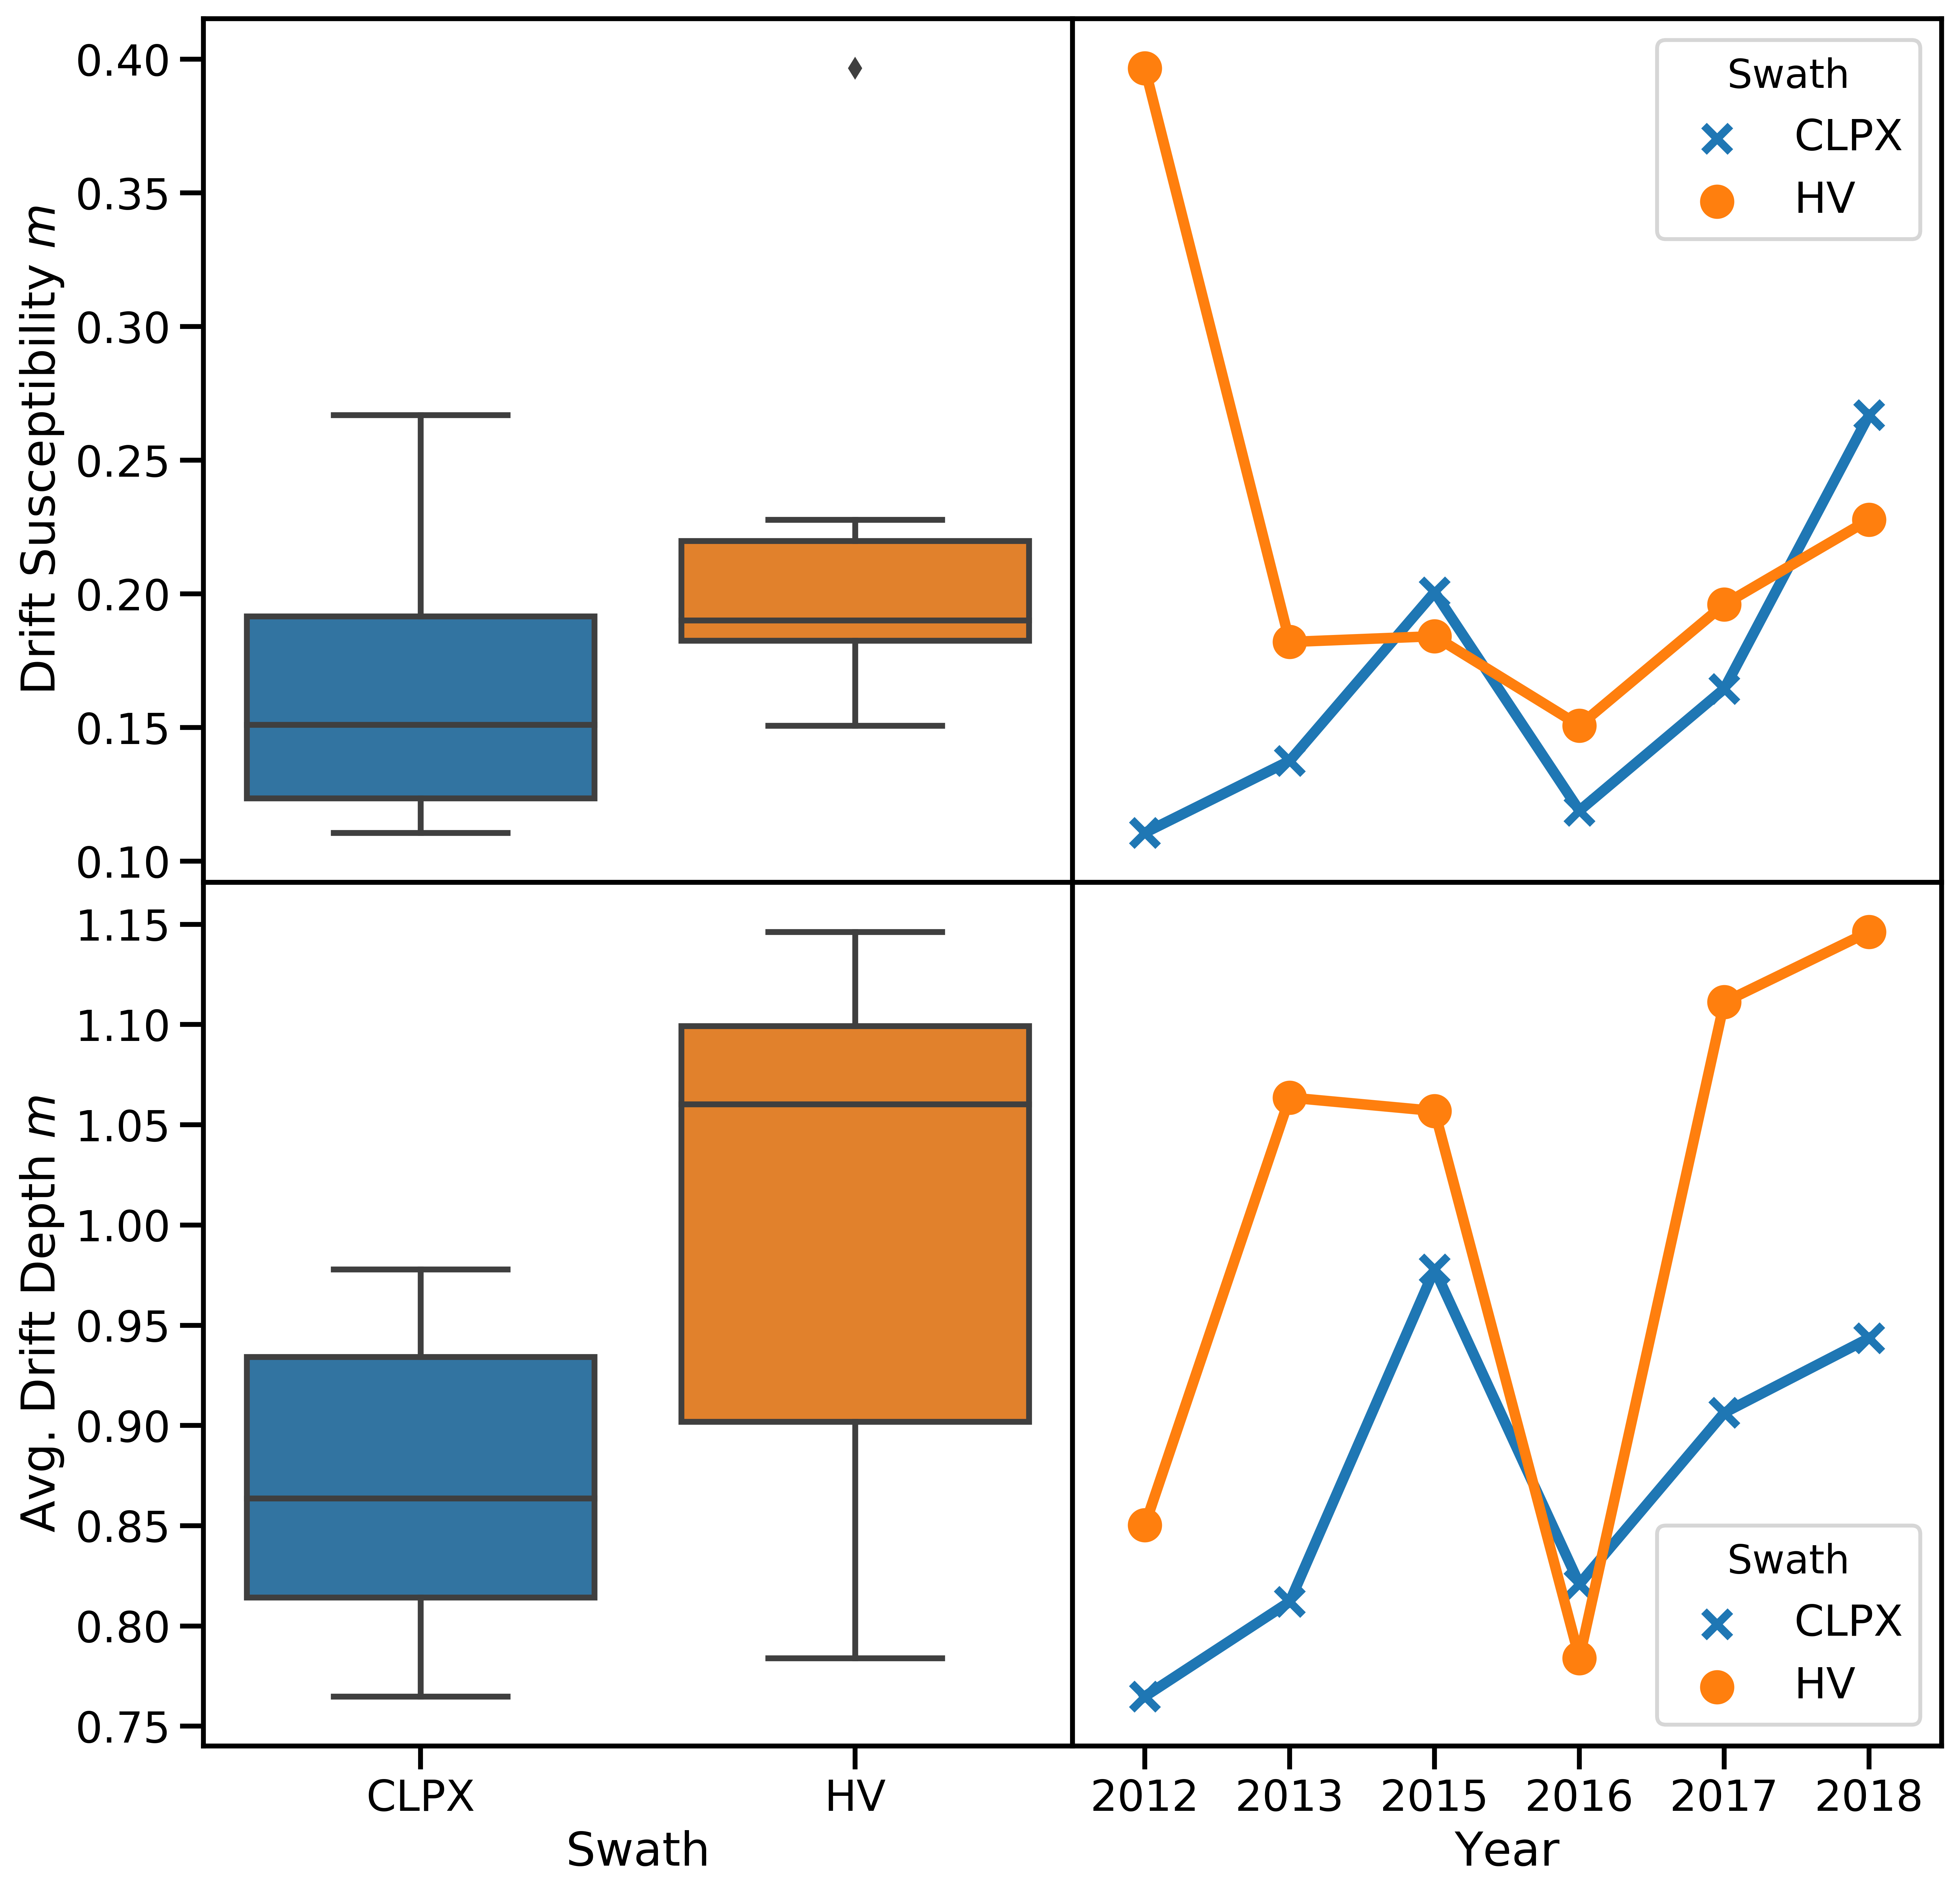 Drift Susceptibility m
0.40
0.35
0.30
0.25
0.20
0.15
0.10
Swath
CLPX
HV
Avg. Drift Depth m
1.15
1.10
1.05
1.00
0.95
0.90
0.85
0.80
0.75
Swath
CLPX
HV
CLPX HV
Swath
2012 2013 2015 2016 2017 2018
Year